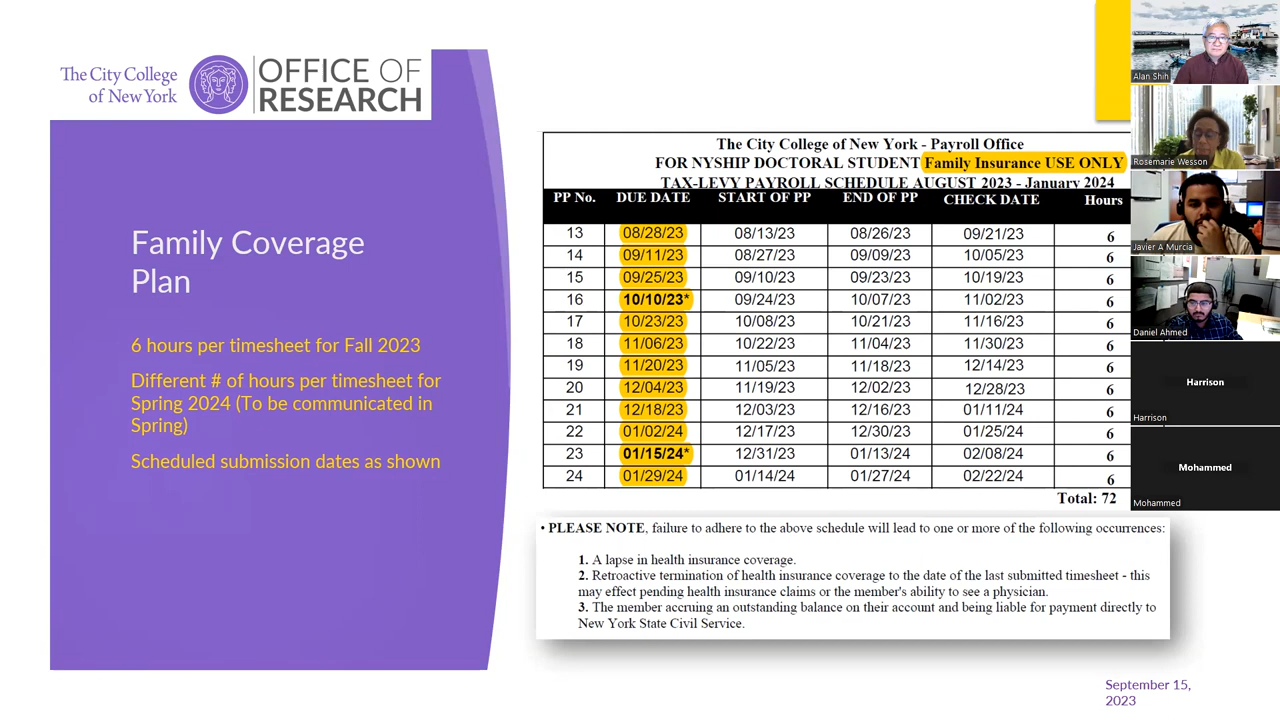 The City College
of New York
OFFICE OF
RESEARCH
Family Coverage
Plan
6 hours per timesheet for Fall 2023
Different # of hours per timesheet for
Spring 2024 (To be communicated in
Spring)
Scheduled submission dates as shown
The City College of New York - Payroll Office
FOR NYSHIP DOCTORAL STUDENT Family Insurance USE ONLY
TAX-LEVY PAYROLL SCHEDULE AUGUST 2023 - January 2024
PP No. DUE DATE START OF PP END OF PP CHECK DATE Hours
13 08/28/23 08/13/23 08/26/23 09/21/23 6
14 09/11/23 08/27/23 09/09/23 10/05/23 6
15 09/25/23 09/10/23 09/23/23 10/19/23 6
16 10/10/23* 09/24/23 10/07/23 11/02/23 6
17 10/23/23 10/08/23 10/21/23 11/16/23 6
18 11/06/23 10/22/23 11/04/23 11/30/23 6
19 11/20/23 11/05/23 11/18/23 12/14/23 6
20 12/04/23 11/19/23 12/02/23 12/28/23 6
21 12/18/23 12/03/23 12/16/23 01/11/24 6
22 01/02/24 12/17/23 12/30/23 01/25/24 6
23 01/15/24* 12/31/23 01/13/24 02/08/24 6
24 01/29/24 01/14/24 01/27/24 02/22/24 6
Total: 72
• PLEASE NOTE, failure to adhere to the above schedule will lead to one or more of the following occurrences:
1. A lapse in health insurance coverage.
2. Retroactive termination of health insurance coverage to the date of the last submitted timesheet - this
may effect pending health insurance claims or the member's ability to see a physician.
3. The member accruing an outstanding balance on their account and being liable for payment directly to
New York State Civil Service.
September 15,
2023
Alan Shih
Rosemarie Wesson
Javier A Murcia
Daniel Ahmed
Harrison
Harrison
Mohammed
Mohammed